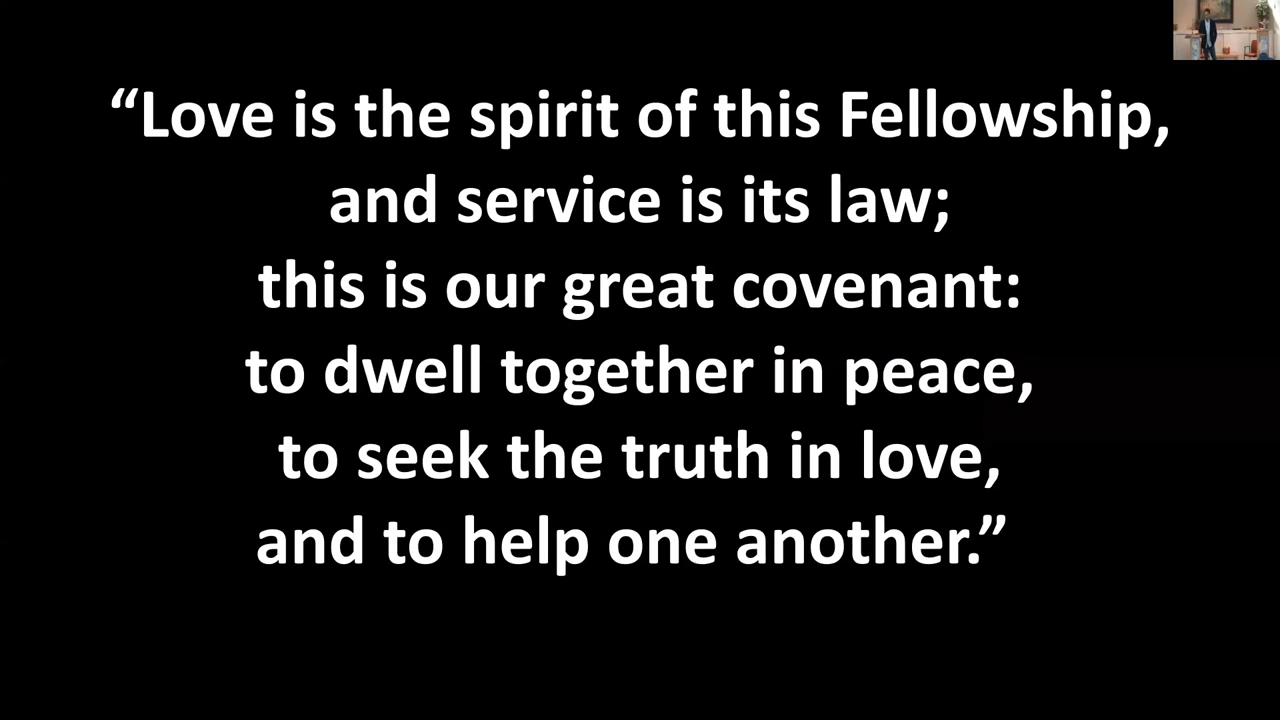 “Love is the spirit of this Fellowship,
and service is its law;
this is our great covenant:
to dwell together in peace,
to seek the truth in love,
and to help one another.”